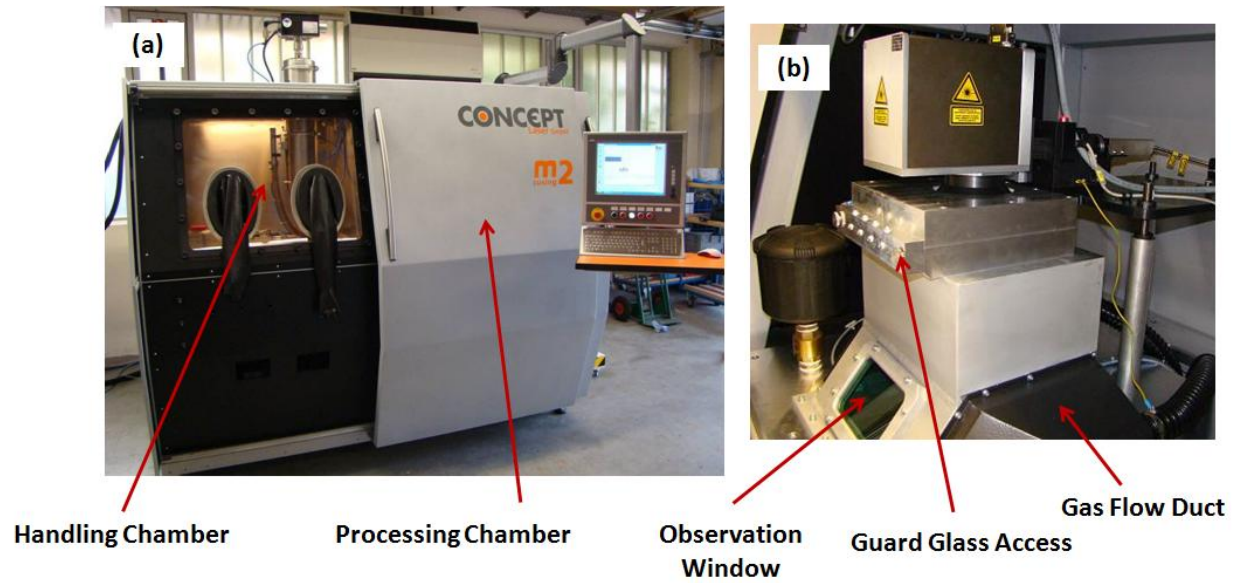 (a)
CONCEPT
Laser GmbH
m2
cusing
(b)
Handling Chamber
Processing Chamber
Observation
Window
Guard Glass Access
Gas Flow Duct